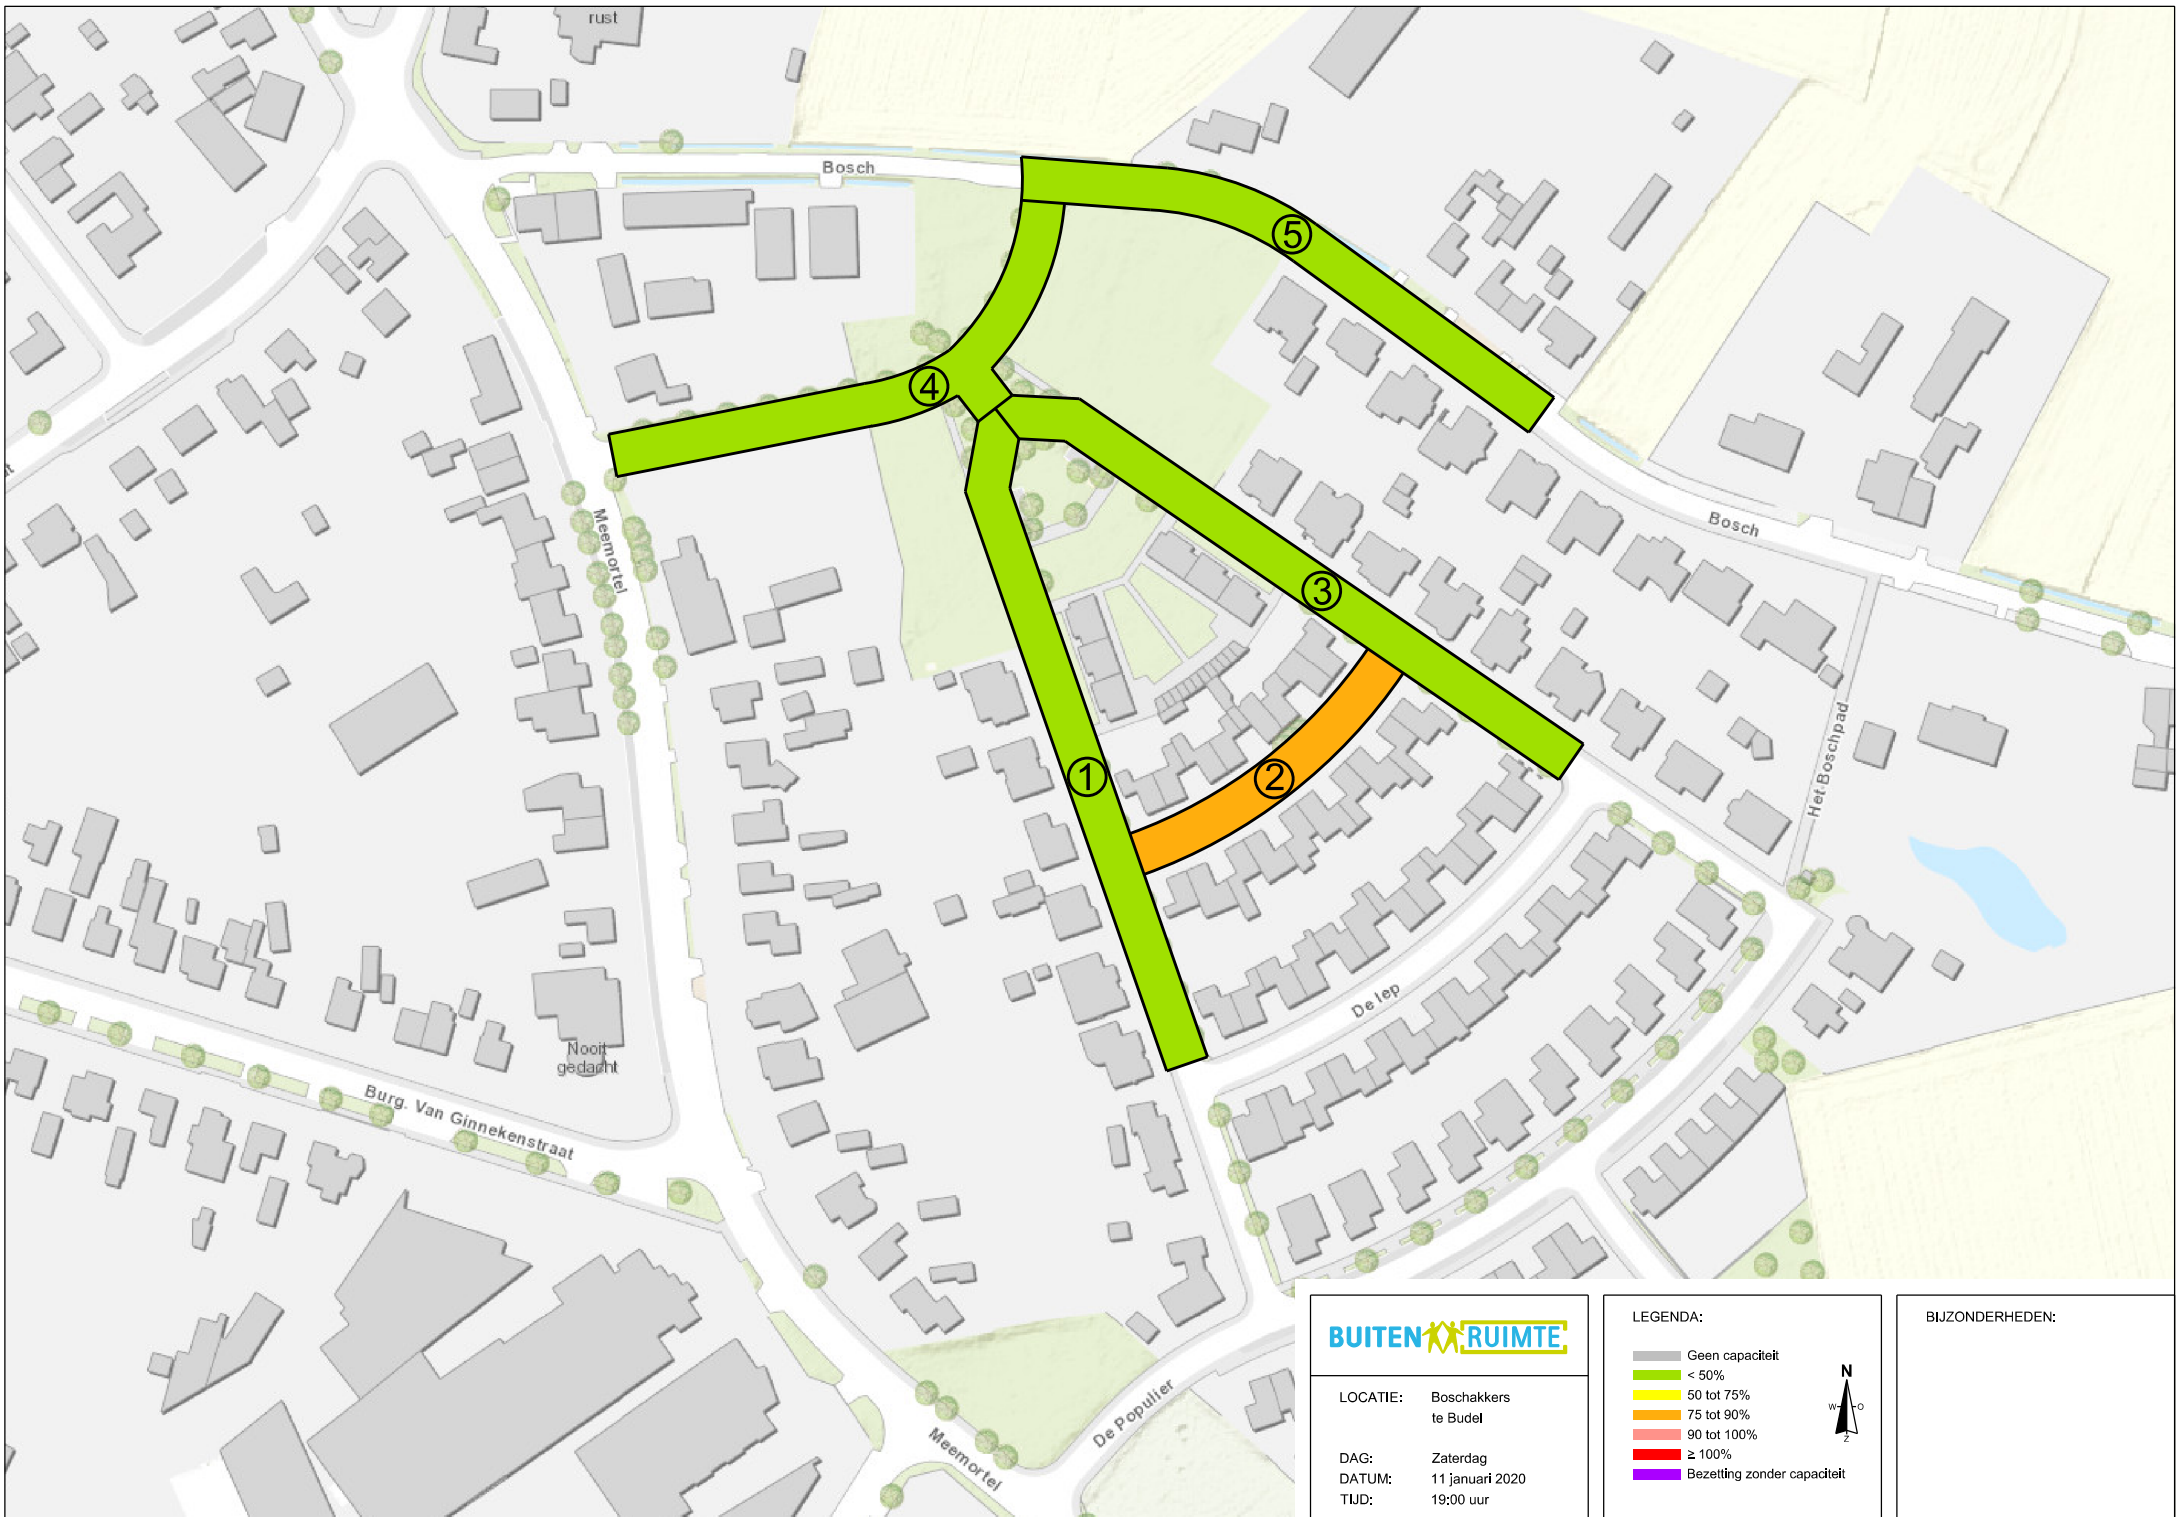 rust
Bosch
5
4
Meemortel
Bosch
3
1
2
Het Boschpad
De Iep
Nooit
gedacht
Burg. Van Ginnekenstraat
De Populier
Meemortel
BUITEN RUIMTE
LOCATIE: Boschakkers
te Budel
DAG: Zaterdag
DATUM: 11 januari 2020
TIJD: 19:00 uur
LEGENDA:
Geen capaciteit
< 50%
50 tot 75%
75 tot 90%
90 tot 100%
≥ 100%
Bezetting zonder capaciteit
N
W O
Z
BIJZONDERHEDEN: